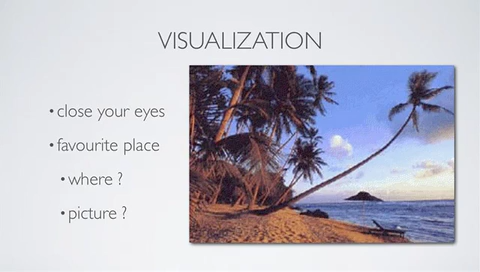 VISUALIZATION
• close your eyes
• favourite place
• where ?
• picture ?